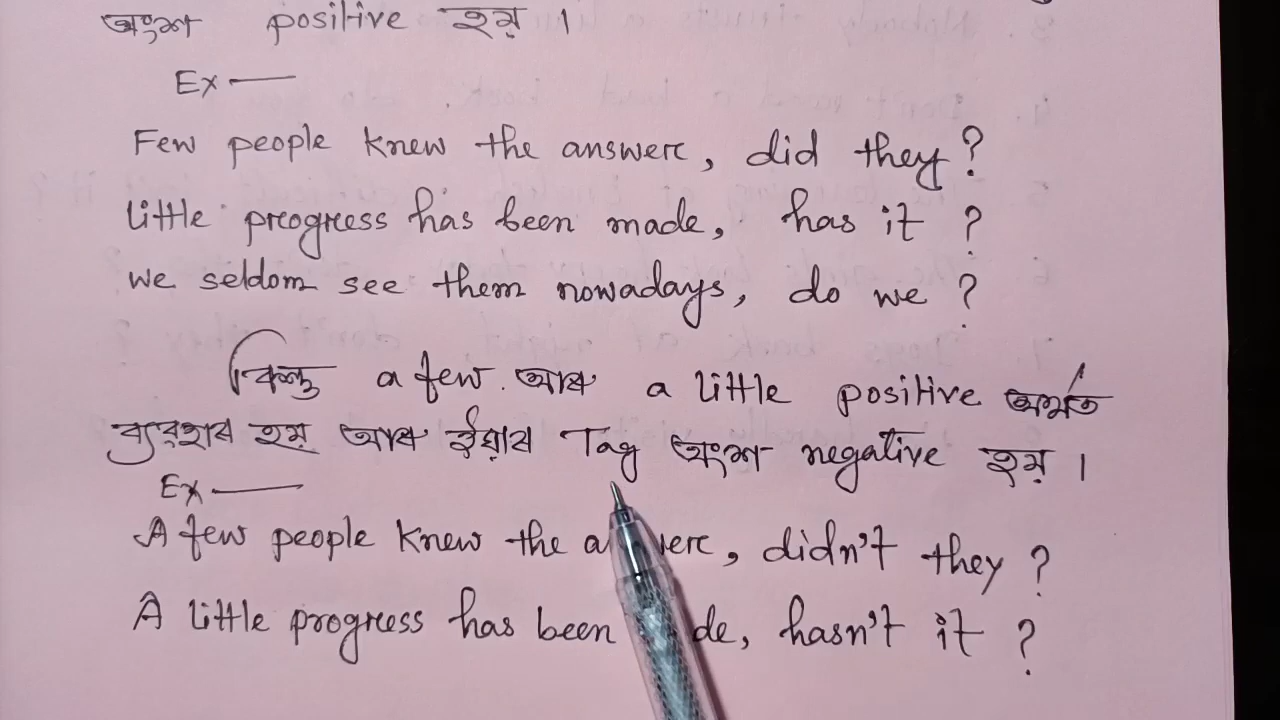 অংশ positive হয়।
Ex —
Few people knew the answer, did they?
little progress has been made, has it ?
we seldom see them nowadays, do we ?
কিন্তু a few. আৰু a little positive অৰ্থত
ব্যৱহাৰ হয় আৰু ইয়াৰ Tag অংশ negative হয়।
Ex —
A few people knew the a er, didn't they ?
A little progress has been de, hasn't it ?